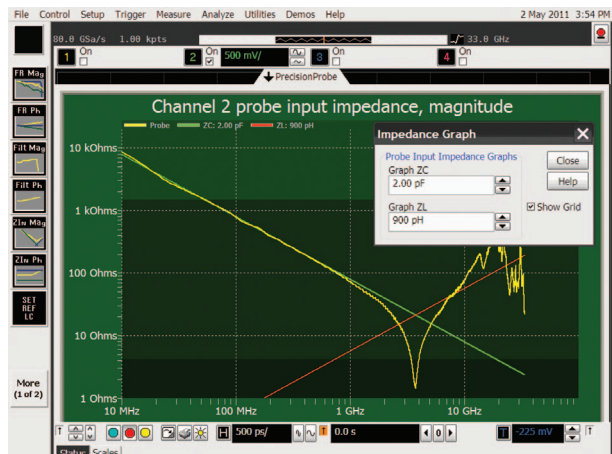 File Control Setup Trigger Measure Analyze Utilities Demos Help 2 May 2011 3:54 PM
80.0 GSa/s 1.00 kpts 33.0 GHz
1 On 2 On 500 mV/ 3 On 4 On
PrecisionProbe
FR Mag
FR Ph
Filt Mag
Filt Ph
ZIN Mag
ZIN Ph
SET
REF
LC
More
(1 of 2)
Channel 2 probe input impedance, magnitude
Probe ZC: 2.00 pF ZL: 900 pH
10 kOhms
1 kOhms
100 Ohms
10 Ohms
1 Ohms
10 MHz 100 MHz 1 GHz 10 GHz
Impedance Graph
Probe Input Impedance Graphs
Graph ZC
2.00 pF
Graph ZL
900 pH
Close
Help
Show Grid
H 500 ps/ 0.0 s 0 T -225 mV
Status Scales